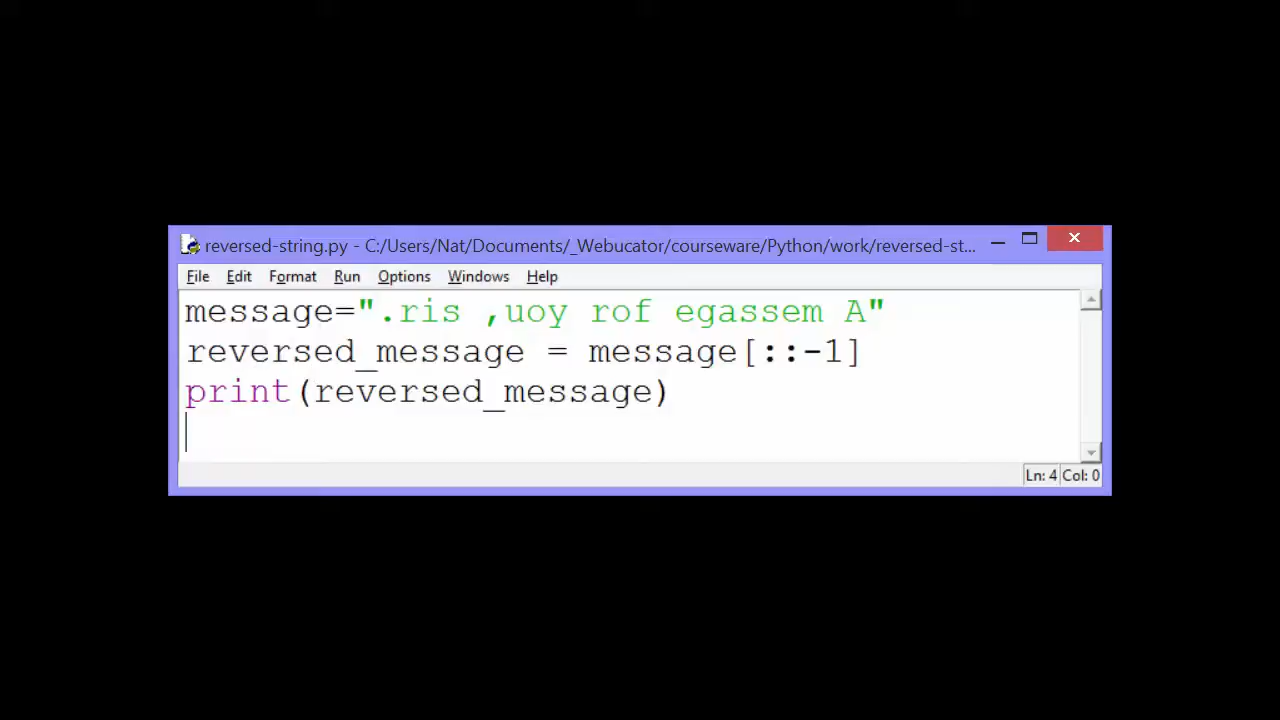 reversed-string.py - C:/Users/Nat/Documents/_Webucator/courseware/Python/work/reversed-st...
File Edit Format Run Options Windows Help
message=".ris ,uoy rof egassem A"
reversed_message = message[::-1]
print(reversed_message)
Ln: 4 Col: 0